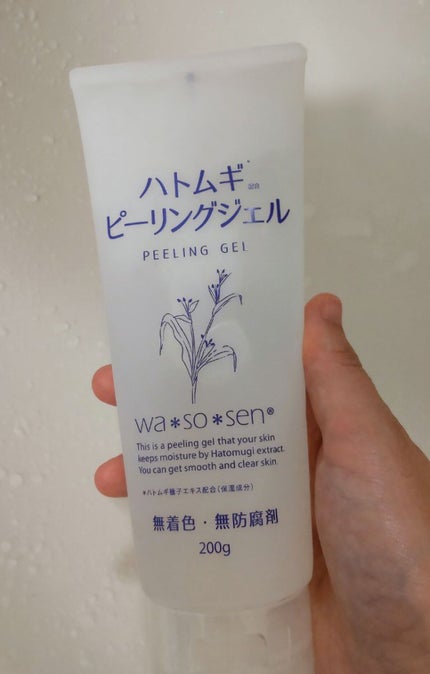 ハトムギ*配合
ピーリングジェル
PEELING GEL
wa*so*sen®
This is a peeling gel that your skin
keeps moisture by Hatomugi extract.
You can get smooth and clear skin.
*ハトムギ種子エキス配合(保湿成分)
無着色・無防腐剤
200g